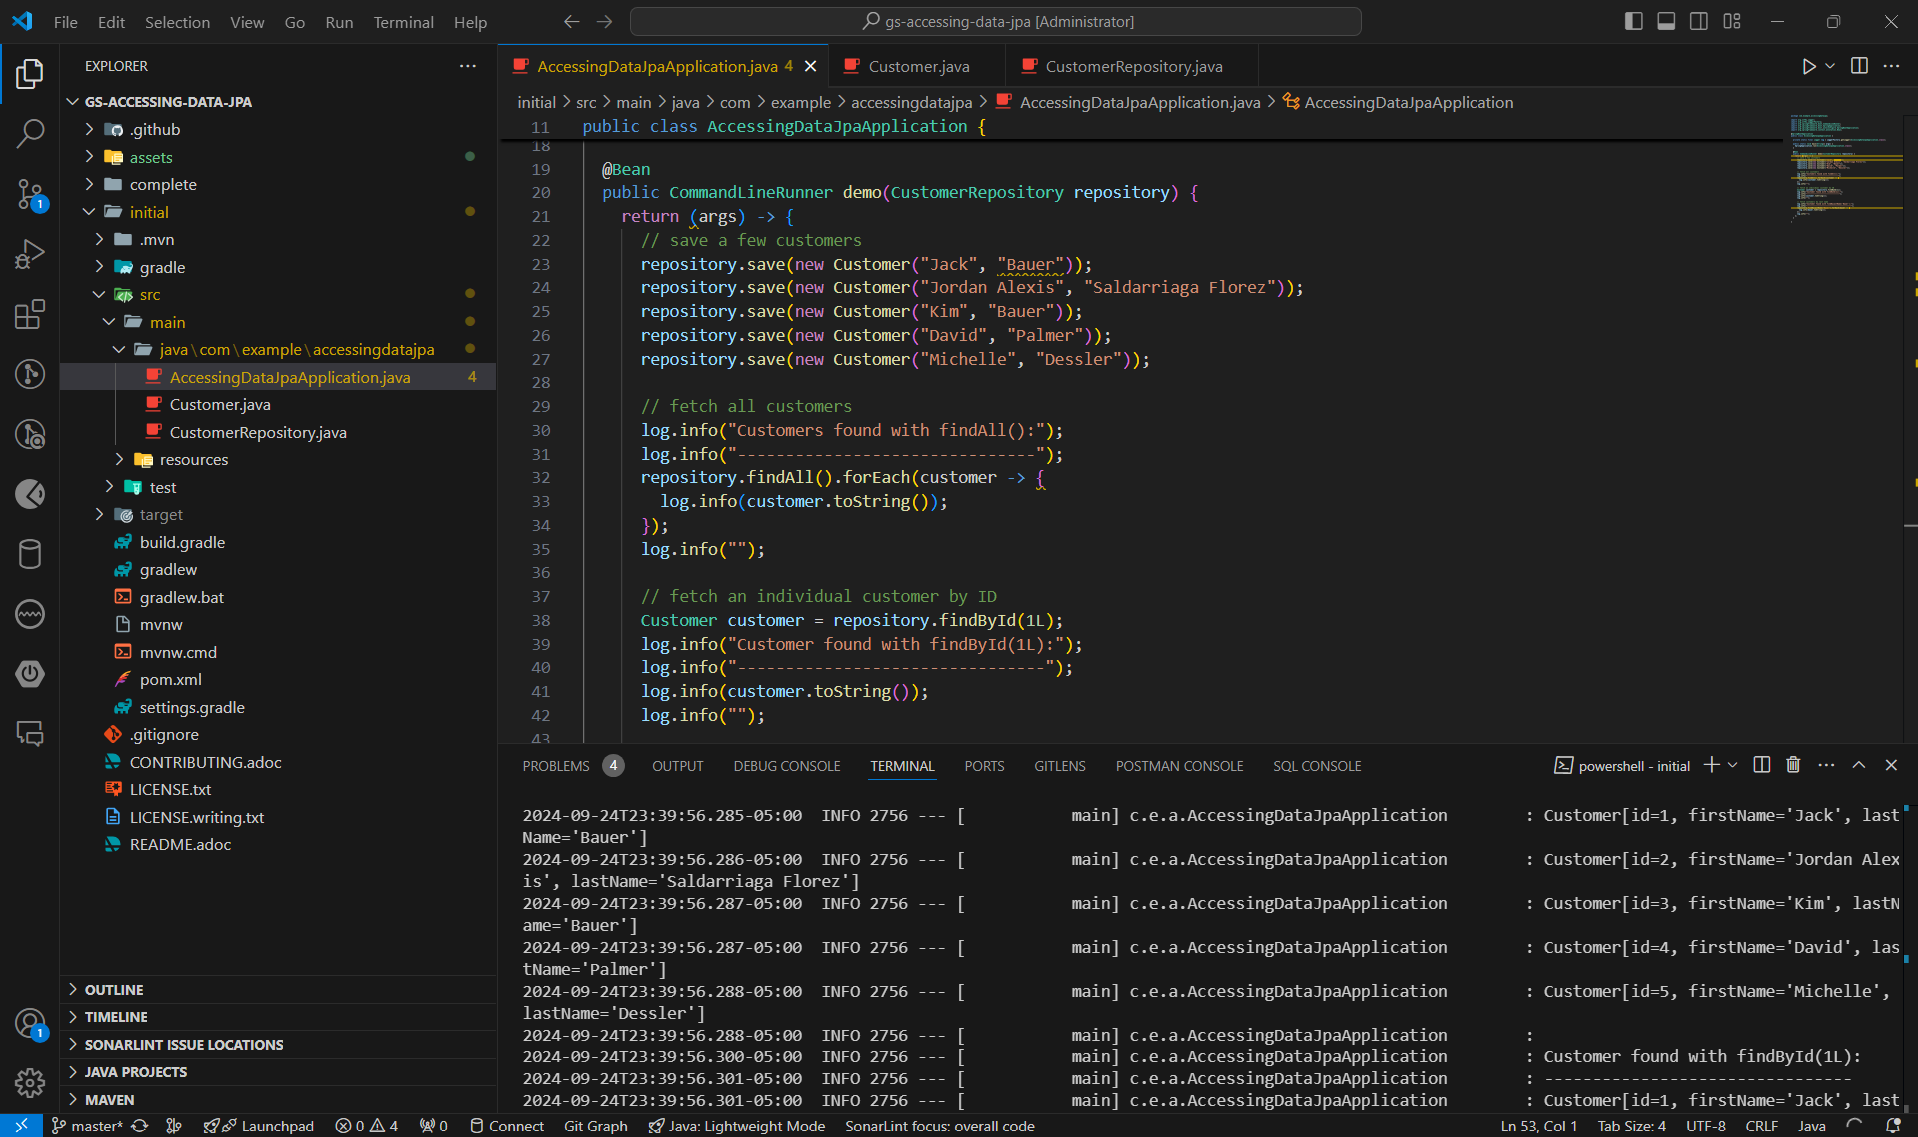 File Edit Selection View Go Run Terminal Help
gs-accessing-data-jpa [Administrator]
EXPLORER
GS-ACCESSING-DATA-JPA
.github
assets
complete
initial
.mvn
gradle
src
main
java\com\example\accessingdatajpa
AccessingDataJpaApplication.java 4
Customer.java
CustomerRepository.java
resources
test
target
build.gradle
gradlew
gradlew.bat
mvnw
mvnw.cmd
pom.xml
settings.gradle
.gitignore
CONTRIBUTING.adoc
LICENSE.txt
LICENSE.writing.txt
README.adoc
OUTLINE
TIMELINE
SONARLINT ISSUE LOCATIONS
JAVA PROJECTS
MAVEN
1
1
AccessingDataJpaApplication.java 4 Customer.java CustomerRepository.java
initial > src > main > java > com > example > accessingdatajpa > AccessingDataJpaApplication.java > AccessingDataJpaApplication
11 public class AccessingDataJpaApplication {
18
19 @Bean
20 public CommandLineRunner demo(CustomerRepository repository) {
21 return (args) -> {
22 // save a few customers
23 repository.save(new Customer("Jack", "Bauer"));
24 repository.save(new Customer("Jordan Alexis", "Saldarriaga Florez"));
25 repository.save(new Customer("Kim", "Bauer"));
26 repository.save(new Customer("David", "Palmer"));
27 repository.save(new Customer("Michelle", "Dessler"));
28
29 // fetch all customers
30 log.info("Customers found with findAll():");
31 log.info("-------------------------------");
32 repository.findAll().forEach(customer -> {
33 log.info(customer.toString());
34 });
35 log.info("");
36
37 // fetch an individual customer by ID
38 Customer customer = repository.findById(1L);
39 log.info("Customer found with findById(1L):");
40 log.info("--------------------------------");
41 log.info(customer.toString());
42 log.info("");
43
PROBLEMS 4 OUTPUT DEBUG CONSOLE TERMINAL PORTS GITLENS POSTMAN CONSOLE SQL CONSOLE powershell - initial
2024-09-24T23:39:56.285-05:00 INFO 2756 --- [ main] c.e.a.AccessingDataJpaApplication : Customer[id=1, firstName='Jack', last
Name='Bauer']
2024-09-24T23:39:56.286-05:00 INFO 2756 --- [ main] c.e.a.AccessingDataJpaApplication : Customer[id=2, firstName='Jordan Alex
is', lastName='Saldarriaga Florez']
2024-09-24T23:39:56.287-05:00 INFO 2756 --- [ main] c.e.a.AccessingDataJpaApplication : Customer[id=3, firstName='Kim', lastN
ame='Bauer']
2024-09-24T23:39:56.287-05:00 INFO 2756 --- [ main] c.e.a.AccessingDataJpaApplication : Customer[id=4, firstName='David', las
tName='Palmer']
2024-09-24T23:39:56.288-05:00 INFO 2756 --- [ main] c.e.a.AccessingDataJpaApplication : Customer[id=5, firstName='Michelle',
lastName='Dessler']
2024-09-24T23:39:56.288-05:00 INFO 2756 --- [ main] c.e.a.AccessingDataJpaApplication :
2024-09-24T23:39:56.300-05:00 INFO 2756 --- [ main] c.e.a.AccessingDataJpaApplication : Customer found with findById(1L):
2024-09-24T23:39:56.301-05:00 INFO 2756 --- [ main] c.e.a.AccessingDataJpaApplication : --------------------------------
2024-09-24T23:39:56.301-05:00 INFO 2756 --- [ main] c.e.a.AccessingDataJpaApplication : Customer[id=1, firstName='Jack', last
master* Launchpad 0 4 0 Connect Git Graph Java: Lightweight Mode SonarLint focus: overall code Ln 53, Col 1 Tab Size: 4 UTF-8 CRLF Java